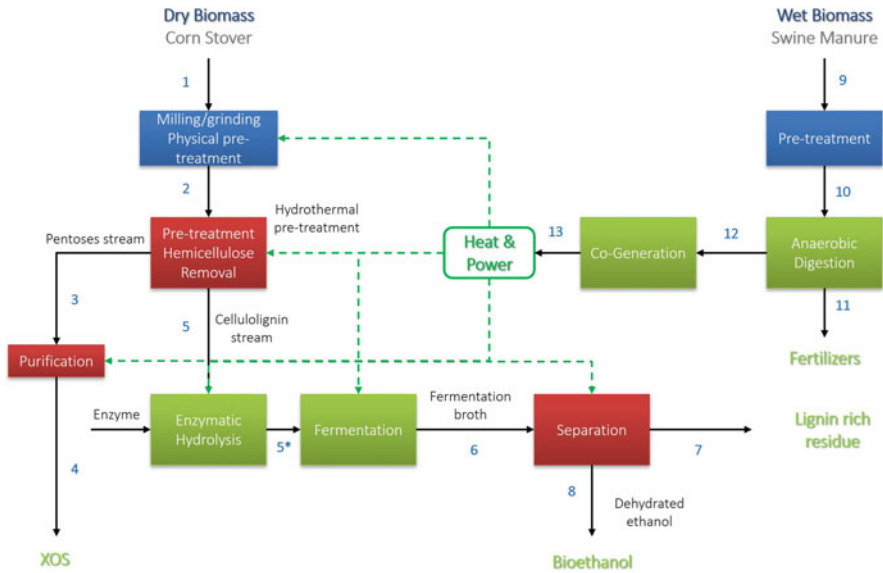 Dry Biomass
Corn Stover
Wet Biomass
Swine Manure
1
9
Milling/grinding
Physical pre-
treatment
Pre-treatment
2
10
Hydrothermal
pre-treatment
Pentoses stream
Pre-treatment
Hemicellulose
Removal
Heat &
Power
13
Co-Generation
12
Anaerobic
Digestion
3
5
Cellulolignin
stream
11
Purification
Fertilizers
Enzyme
Enzymatic
Hydrolysis
5*
Fermentation
Fermentation
broth
6
Separation
7
Lignin rich
residue
4
8
Dehydrated
ethanol
XOS
Bioethanol